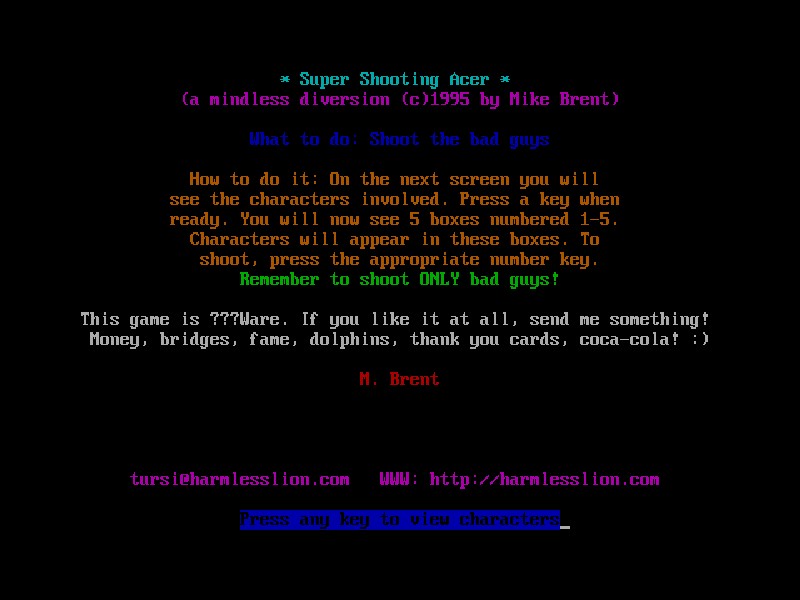 * Super Shooting Acer *
(a mindless diversion (c)1995 by Mike Brent)
What to do: Shoot the bad guys
How to do it: On the next screen you will
see the characters involved. Press a key when
ready. You will now see 5 boxes numbered 1-5.
Characters will appear in these boxes. To
shoot, press the appropriate number key.
Remember to shoot ONLY bad guys!
This game is ???Ware. If you like it at all, send me something!
Money, bridges, fame, dolphins, thank you cards, coca-cola! :)
M. Brent
tursi@harmlesslion.com WWW: http://harmlesslion.com
Press any key to view characters_